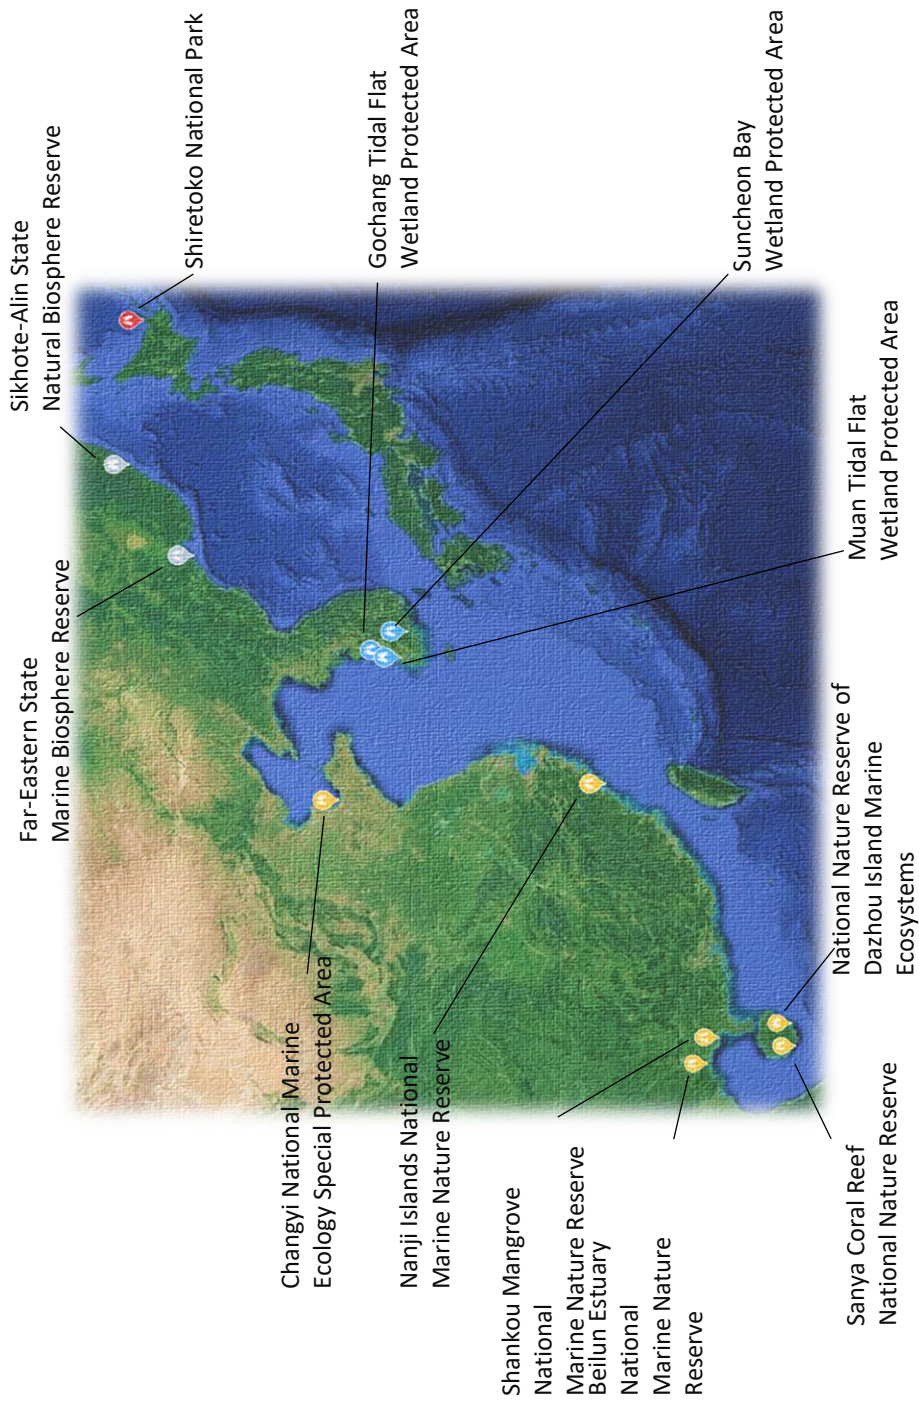 Sikhote-Alin State
Natural Biosphere Reserve
Shiretoko National Park
Far-Eastern State
Marine Biosphere Reserve
Gochang Tidal Flat
Wetland Protected Area
Suncheon Bay
Wetland Protected Area
Muan Tidal Flat
Wetland Protected Area
Changyi National Marine
Ecology Special Protected Area
Nanji Islands National
Marine Nature Reserve
Shankou Mangrove
National
Marine Nature Reserve
Beilun Estuary
National
Marine Nature
Reserve
National Nature Reserve of
Dazhou Island Marine
Ecosystems
Sanya Coral Reef
National Nature Reserve